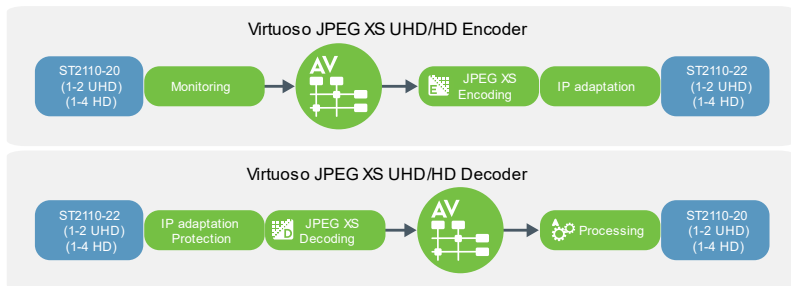 Virtuoso JPEG XS UHD/HD Encoder
ST2110-20
(1-2 UHD)
(1-4 HD)
Monitoring
AV
E
JPEG XS
Encoding
IP adaptation
ST2110-22
(1-2 UHD)
(1-4 HD)
Virtuoso JPEG XS UHD/HD Decoder
ST2110-22
(1-2 UHD)
(1-4 HD)
IP adaptation
Protection
D
JPEG XS
Decoding
AV
A
Processing
ST2110-20
(1-2 UHD)
(1-4 HD)